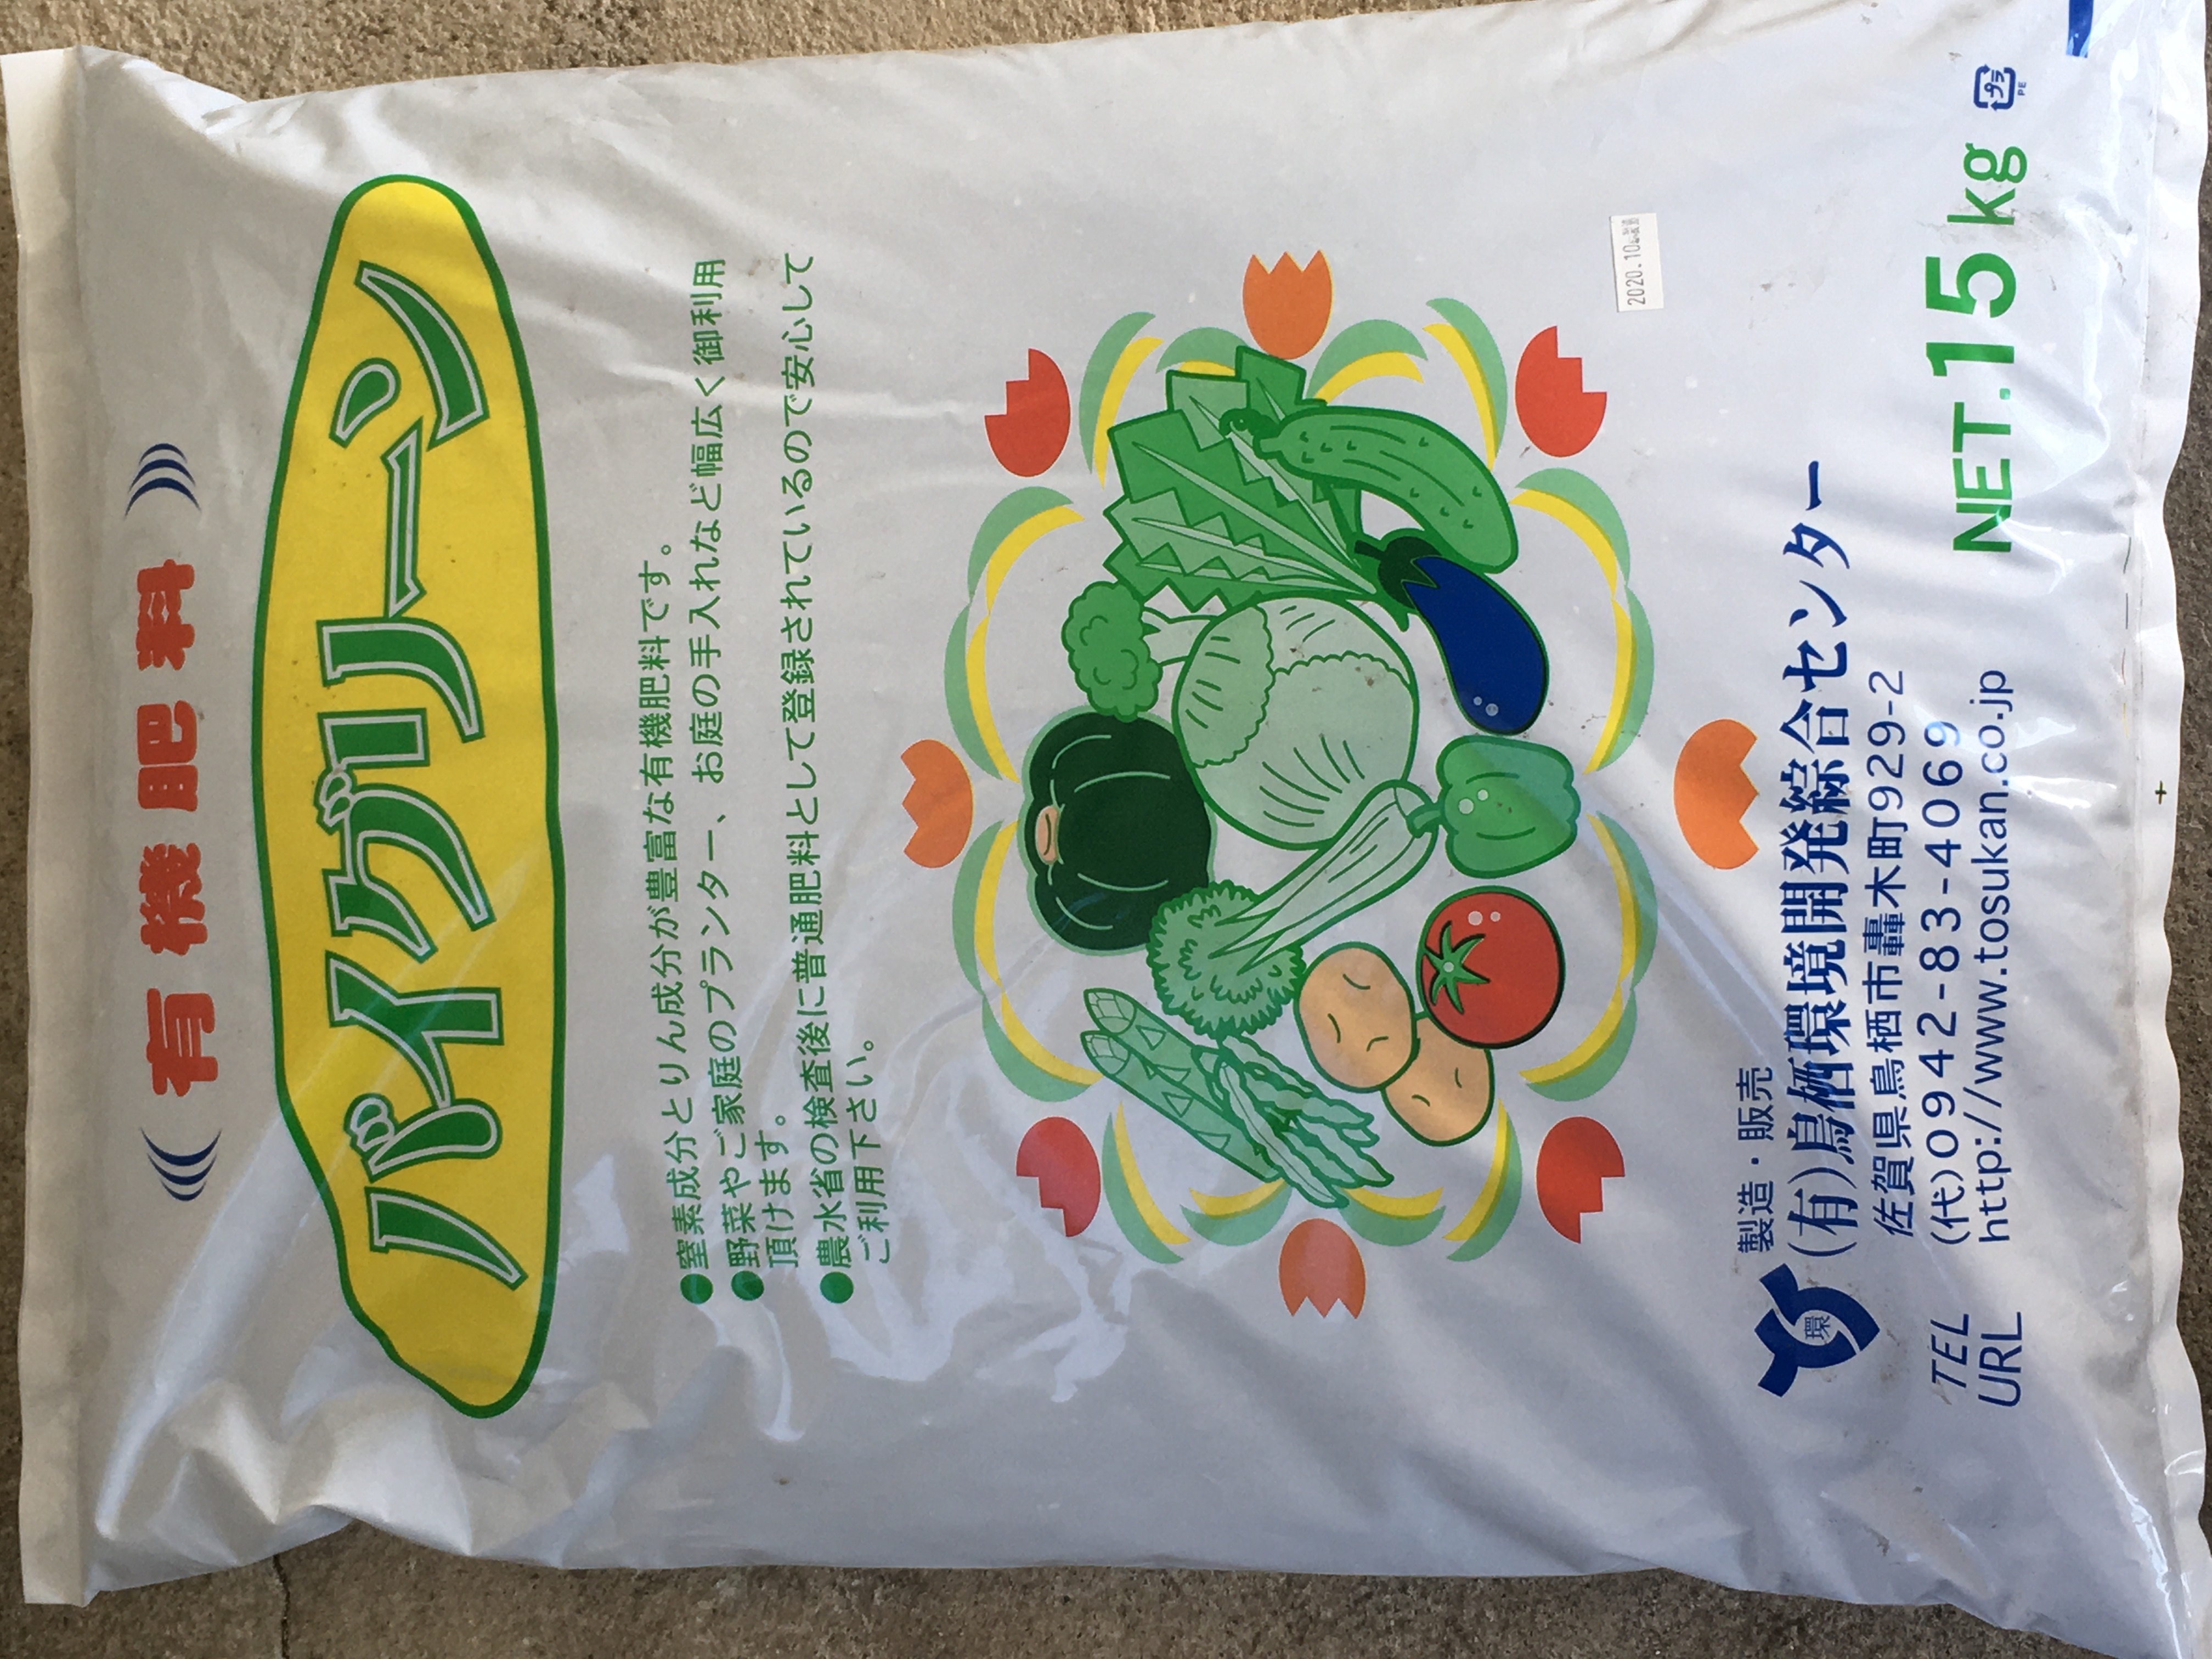 有機肥料
バイグリーン
●窒素成分とりん成分が豊富な有機肥料です。
●野菜やご家庭のプランター、お庭の手入れなど幅広く御利用
頂けます。
●農水省の検査後に普通肥料として登録されているので安心して
ご利用下さい。
2020.10
製造・販売
環
(有)鳥栖環境開発綜合センター
佐賀県鳥栖市轟木町929-2
TEL (代)0942-83-4069
URL http://www.tosukan.co.jp
NET.15kg
プラ
PE